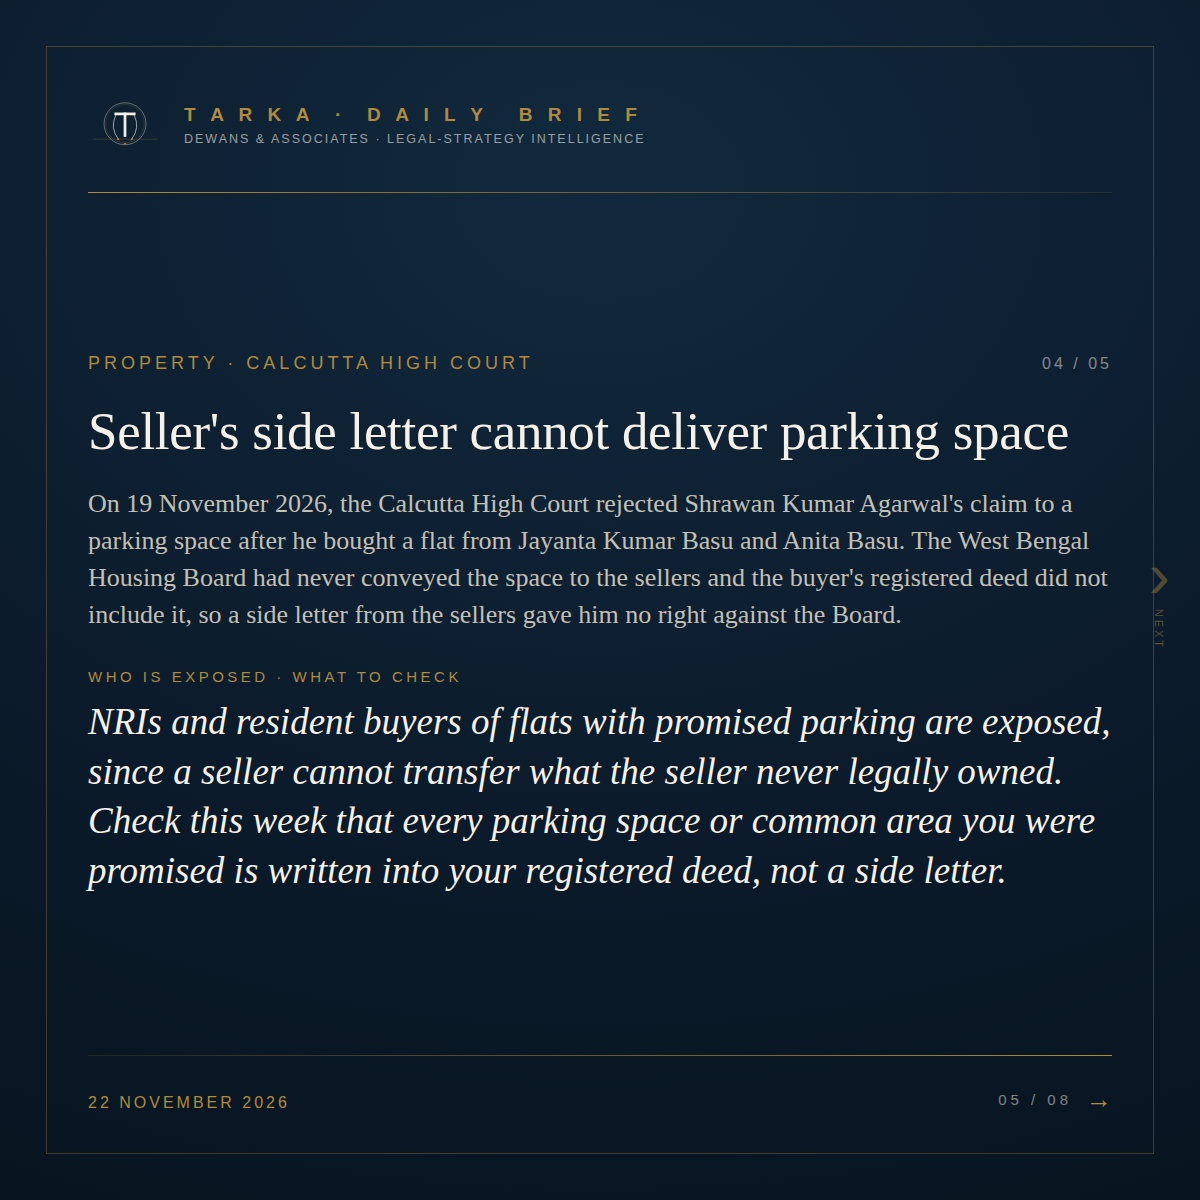 T
TARKA · DAILY BRIEF
DEWANS & ASSOCIATES · LEGAL-STRATEGY INTELLIGENCE
PROPERTY · CALCUTTA HIGH COURT
04 / 05
Seller's side letter cannot deliver parking space
On 19 November 2026, the Calcutta High Court rejected Shrawan Kumar Agarwal's claim to a
parking space after he bought a flat from Jayanta Kumar Basu and Anita Basu. The West Bengal
Housing Board had never conveyed the space to the sellers and the buyer's registered deed did not
include it, so a side letter from the sellers gave him no right against the Board.
NEXT
WHO IS EXPOSED · WHAT TO CHECK
NRIs and resident buyers of flats with promised parking are exposed,
since a seller cannot transfer what the seller never legally owned.
Check this week that every parking space or common area you were
promised is written into your registered deed, not a side letter.
22 NOVEMBER 2026
05 / 08 →